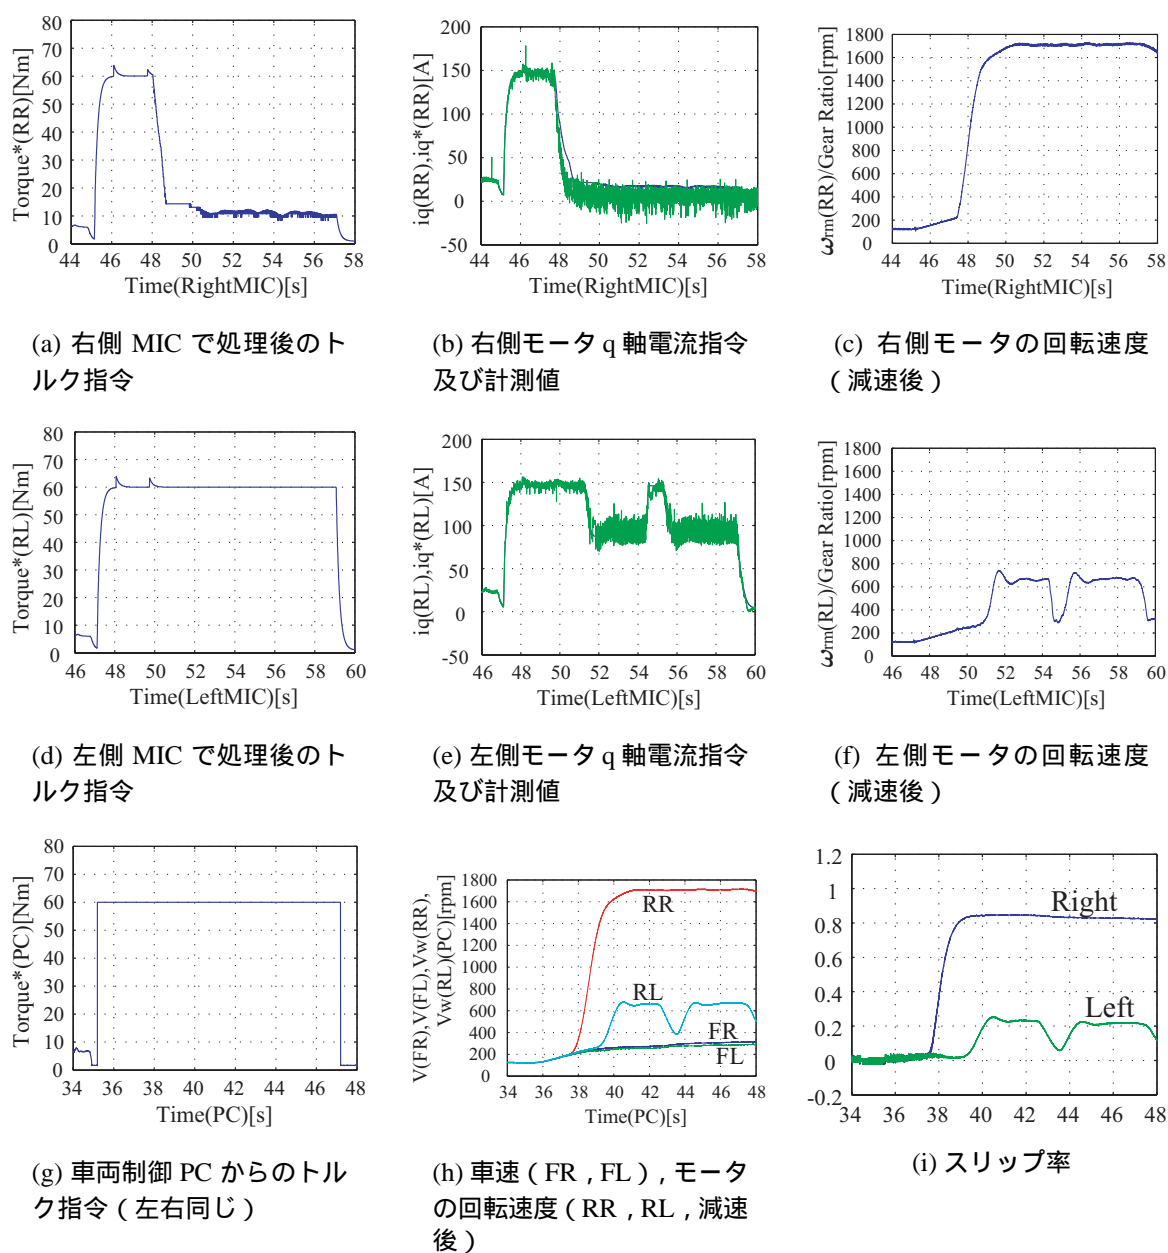 Torque*(RR)[Nm]
80
70
60
50
40
30
20
10
0
44 46 48 50 52 54 56 58
Time(RightMIC)[s]
(a) 右側 MIC で処理後のト
ルク指令
iq(RR),iq*(RR)[A]
200
150
100
50
0
-50
44 46 48 50 52 54 56 58
Time(RightMIC)[s]
(b) 右側モータ q 軸電流指令
及び計測値
ωrm(RR)/Gear Ratio[rpm]
1800
1600
1400
1200
1000
800
600
400
200
0
44 46 48 50 52 54 56 58
Time(RightMIC)[s]
(c) 右側モータの回転速度
(減速後)
Torque*(RL)[Nm]
80
70
60
50
40
30
20
10
0
46 48 50 52 54 56 58 60
Time(LeftMIC)[s]
(d) 左側 MIC で処理後のト
ルク指令
iq(RL),iq*(RL)[A]
200
150
100
50
0
-50
46 48 50 52 54 56 58 60
Time(LeftMIC)[s]
(e) 左側モータ q 軸電流指令
及び計測値
ωrm(RL)/Gear Ratio[rpm]
1800
1600
1400
1200
1000
800
600
400
200
0
46 48 50 52 54 56 58 60
Time(LeftMIC)[s]
(f) 左側モータの回転速度
(減速後)
Torque*(PC)[Nm]
80
70
60
50
40
30
20
10
0
34 36 38 40 42 44 46 48
Time(PC)[s]
(g) 車両制御 PC からのトル
ク指令(左右同じ)
V(FR),V(FL),Vw(RR),
Vw(RL)(PC)[rpm]
1800
1600
1400
1200
1000
800
600
400
200
0
RR
RL
FR
FL
34 36 38 40 42 44 46 48
Time(PC)[s]
(h) 車速(FR,FL),モータ
の回転速度(RR,RL,減速
後)
1.2
1
0.8
0.6
0.4
0.2
0
-0.2
Right
Left
34 36 38 40 42 44 46 48
(i) スリップ率